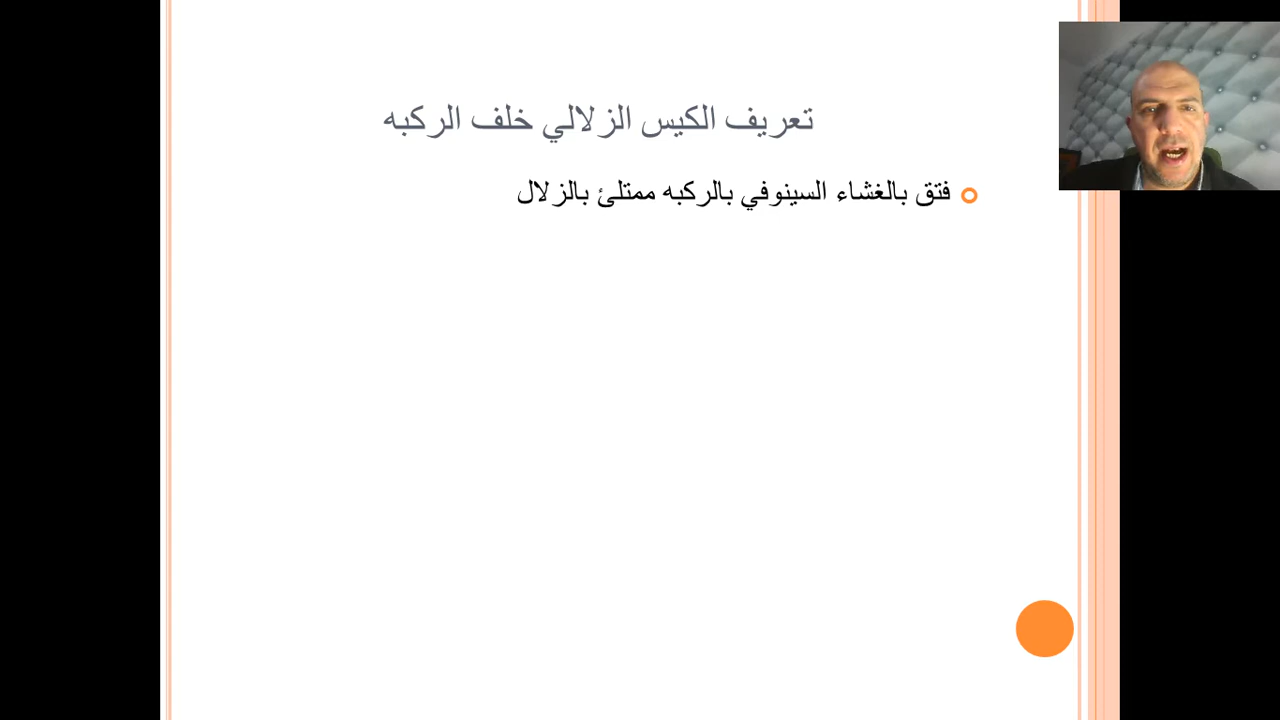 تعريف الكيس الزلالي خلف الركبه
فتق بالغشاء السينوفي بالركبه ممتلئ بالزلال